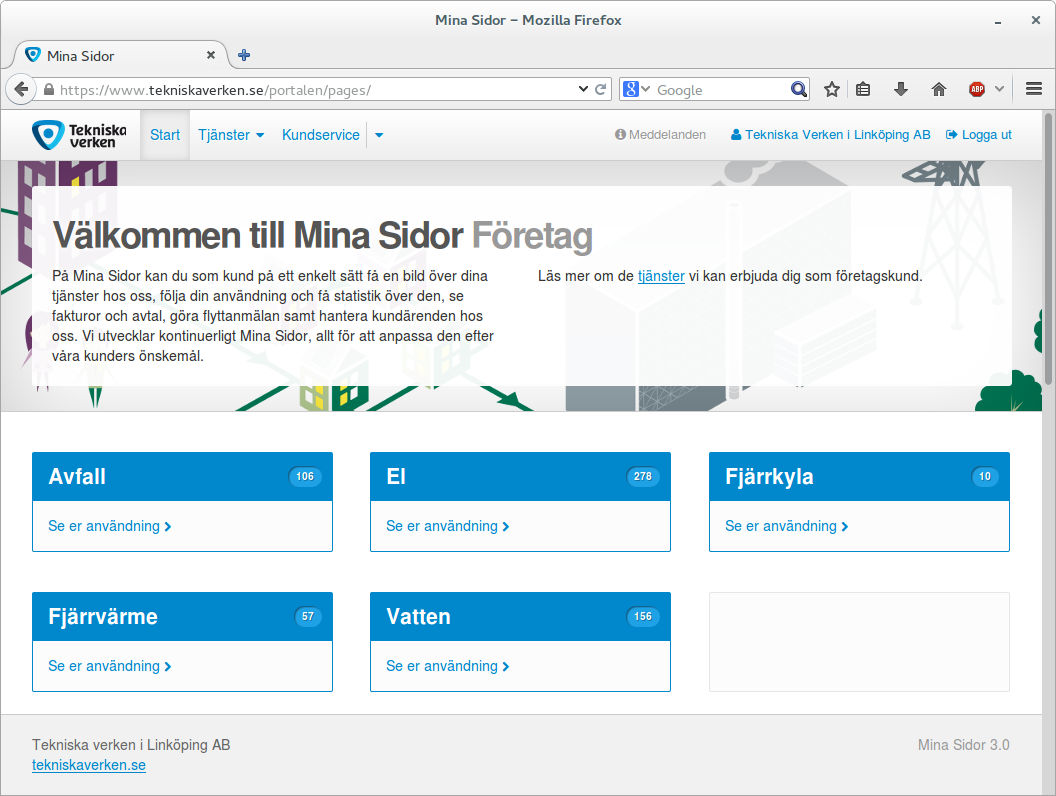 Mina Sidor – Mozilla Firefox
Mina Sidor
https://www.tekniskaverken.se/portalen/pages/
Google
ABP
Tekniska verken
Start
Tjänster
Kundservice
Meddelanden
Tekniska Verken i Linköping AB
Logga ut
Välkommen till Mina Sidor Företag
På Mina Sidor kan du som kund på ett enkelt sätt få en bild över dina
tjänster hos oss, följa din användning och få statistik över den, se
fakturor och avtal, göra flyttanmälan samt hantera kundärenden hos
oss. Vi utvecklar kontinuerligt Mina Sidor, allt för att anpassa den efter
våra kunders önskemål.
Läs mer om de tjänster vi kan erbjuda dig som företagskund.
Avfall 106
Se er användning
El 278
Se er användning
Fjärrkyla 10
Se er användning
Fjärrvärme 57
Se er användning
Vatten 156
Se er användning
Tekniska verken i Linköping AB
tekniskaverken.se
Mina Sidor 3.0